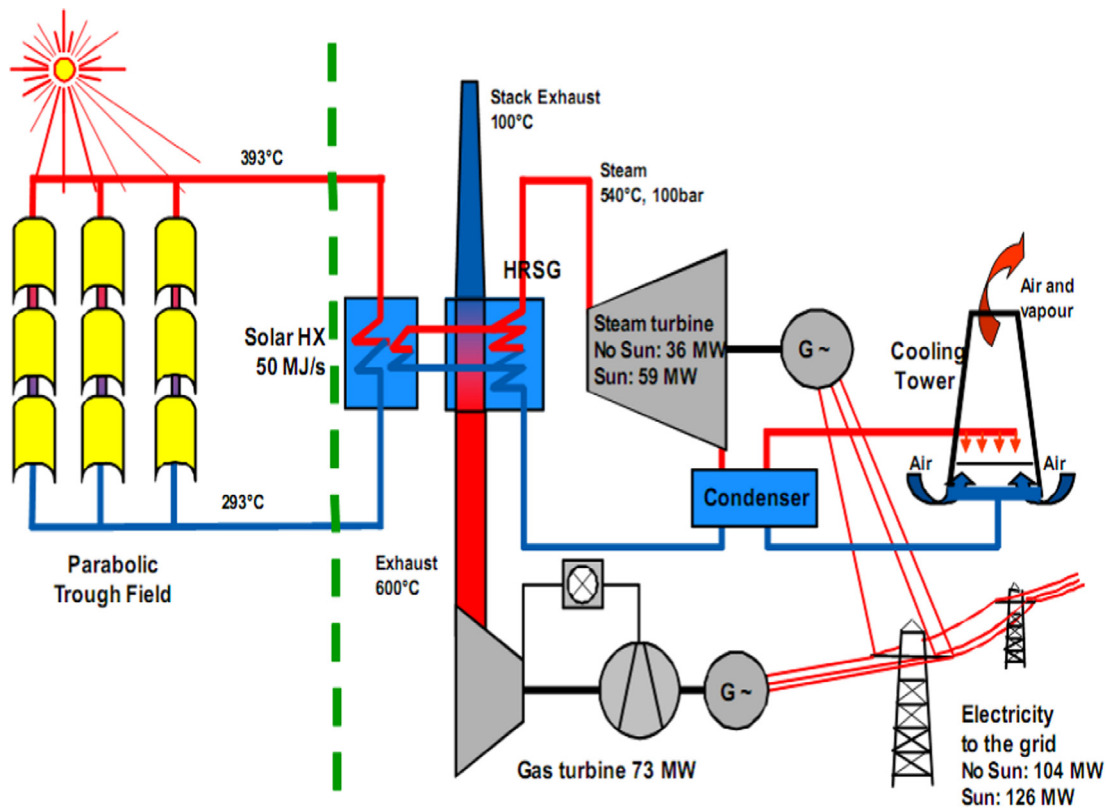 Stack Exhaust
100°C
393°C
Steam
540°C, 100bar
HRSG
Air and
vapour
Solar HX
50 MJ/s
Steam turbine
No Sun: 36 MW
Sun: 59 MW
G ~
Cooling
Tower
Air
Air
Condenser
293°C
Parabolic
Trough Field
Exhaust
600°C
G ~
Gas turbine 73 MW
Electricity
to the grid
No Sun: 104 MW
Sun: 126 MW